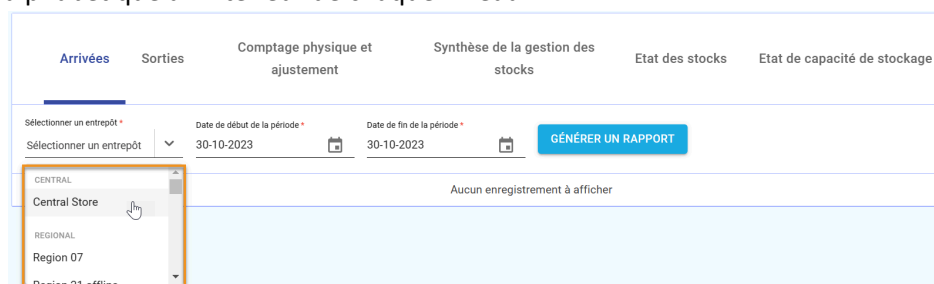 Arrivées
Sorties
Comptage physique et
ajustement
Synthèse de la gestion des
stocks
Etat des stocks
Etat de capacité de stockage
Sélectionner un entrepôt *
Date de début de la période *
Date de fin de la période *
Sélectionner un entrepôt
30-10-2023
30-10-2023
GÉNÉRER UN RAPPORT
CENTRAL
Aucun enregistrement à afficher
Central Store
REGIONAL
Region 07